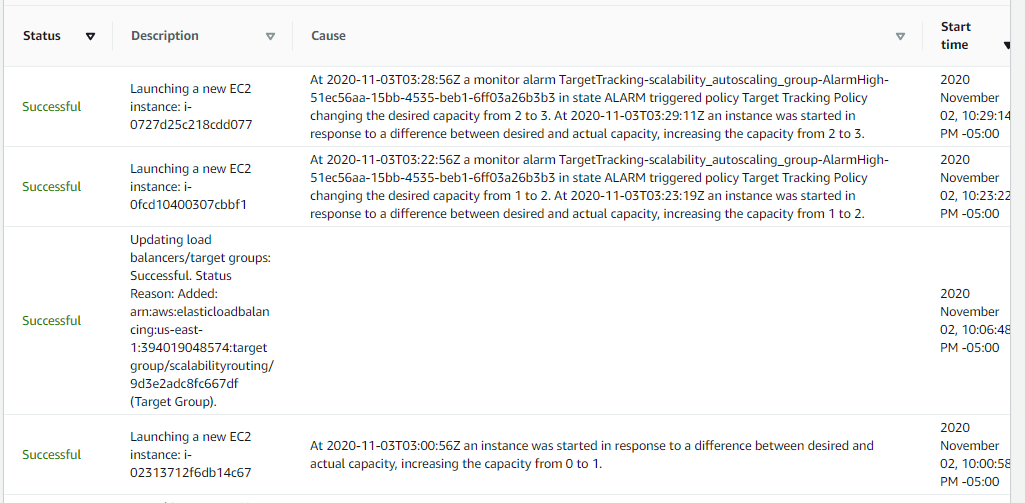 Status
Description
Cause
Start
time
Successful
Launching a new EC2
instance: i-
0727d25c218cdd077
At 2020-11-03T03:28:56Z a monitor alarm TargetTracking-scalability_autoscaling_group-AlarmHigh-
51ec56aa-15bb-4535-beb1-6ff03a26b3b3 in state ALARM triggered policy Target Tracking Policy
changing the desired capacity from 2 to 3. At 2020-11-03T03:29:11Z an instance was started in
response to a difference between desired and actual capacity, increasing the capacity from 2 to 3.
2020
November
02, 10:29:14
PM -05:00
Successful
Launching a new EC2
instance: i-
0fcd10400307cbbf1
At 2020-11-03T03:22:56Z a monitor alarm TargetTracking-scalability_autoscaling_group-AlarmHigh-
51ec56aa-15bb-4535-beb1-6ff03a26b3b3 in state ALARM triggered policy Target Tracking Policy
changing the desired capacity from 1 to 2. At 2020-11-03T03:23:19Z an instance was started in
response to a difference between desired and actual capacity, increasing the capacity from 1 to 2.
2020
November
02, 10:23:22
PM -05:00
Successful
Updating load
balancers/target groups:
Successful. Status
Reason: Added:
arn:aws:elasticloadbalan
cing:us-east-
1:394019048574:target
group/scalabilityrouting/
9d3e2adc8fc667df
(Target Group).
2020
November
02, 10:06:48
PM -05:00
Successful
Launching a new EC2
instance: i-
02313712f6db14c67
At 2020-11-03T03:00:56Z an instance was started in response to a difference between desired and
actual capacity, increasing the capacity from 0 to 1.
2020
November
02, 10:00:58
PM -05:00